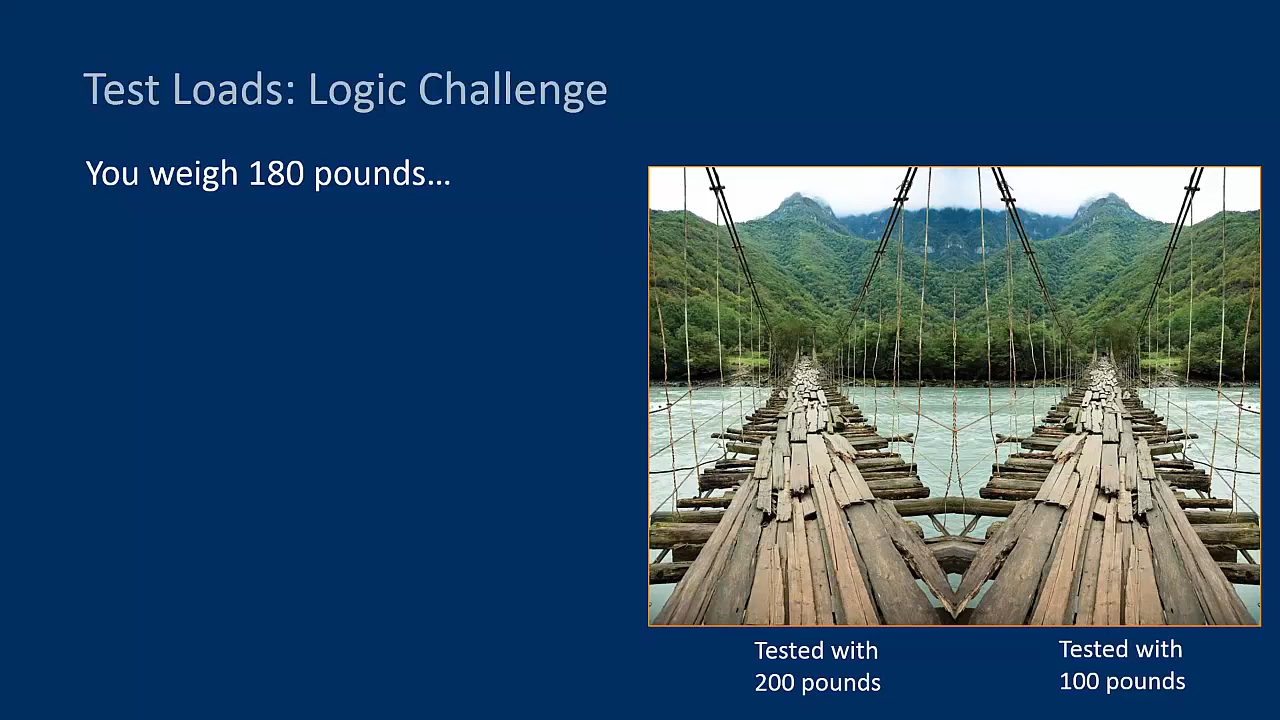 Test Loads: Logic Challenge
You weigh 180 pounds…
Tested with
200 pounds
Tested with
100 pounds